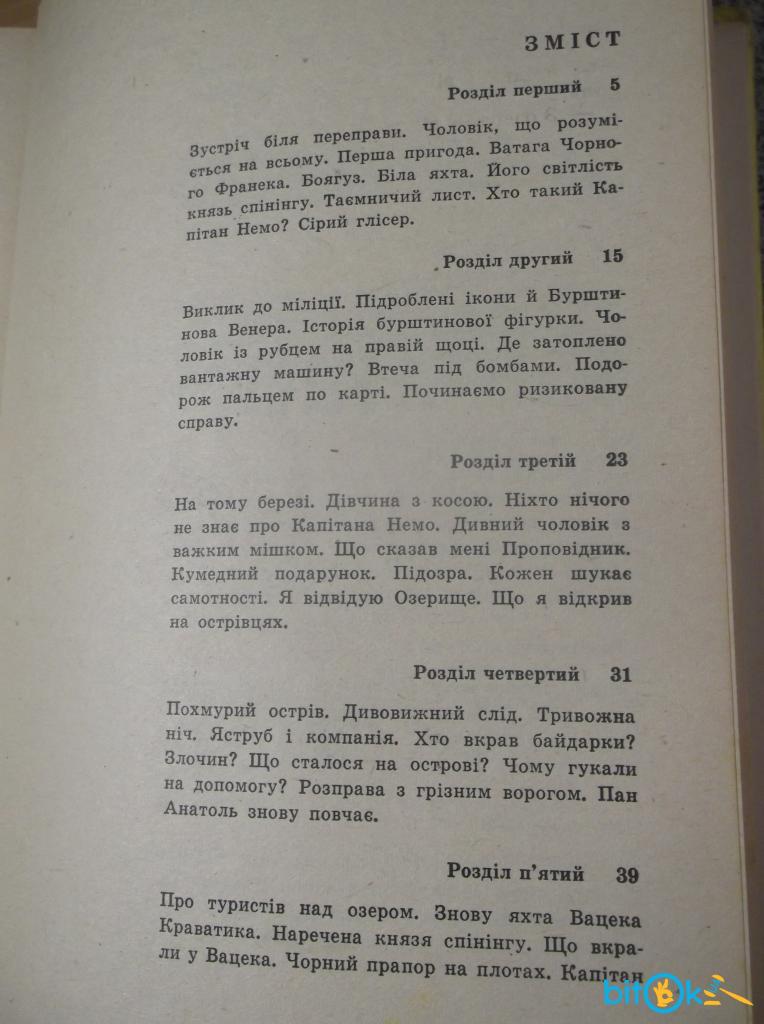 ЗМІСТ
Розділ перший 5
Зустріч біля переправи. Чоловік, що розумі-
ється на всьому. Перша пригода. Ватага Чорно-
го Франека. Боягуз. Біла яхта. Його світлість
князь спінінгу. Таємничий лист. Хто такий Ка-
пітан Немо? Сірий глісер.
Розділ другий 15
Виклик до міліції. Підроблені ікони й Буршти-
нова Венера. Історія бурштинової фігурки. Чо-
ловік із рубцем на правій щоці. Де затоплено
вантажну машину? Втеча під бомбами. Подо-
рож пальцем по карті. Починаємо ризиковану
справу.
Розділ третій 23
На тому березі. Дівчина з косою. Ніхто нічого
не знає про Капітана Немо. Дивний чоловік з
важким мішком. Що сказав мені Проповідник.
Кумедний подарунок. Підозра. Кожен шукає
самотності. Я відвідую Озерище. Що я відкрив
на острівцях.
Розділ четвертий 31
Похмурий острів. Дивовижний слід. Тривожна
ніч. Яструб і компанія. Хто вкрав байдарки?
Злочин? Що сталося на острові? Чому гукали
на допомогу? Розправа з грізним ворогом. Пан
Анатоль знову повчає.
Розділ п'ятий 39
Про туристів над озером. Знову яхта Вацека
Краватика. Наречена князя спінінгу. Що вкра-
ли у Вацека. Чорний прапор на плотах. Капітан
bitOk